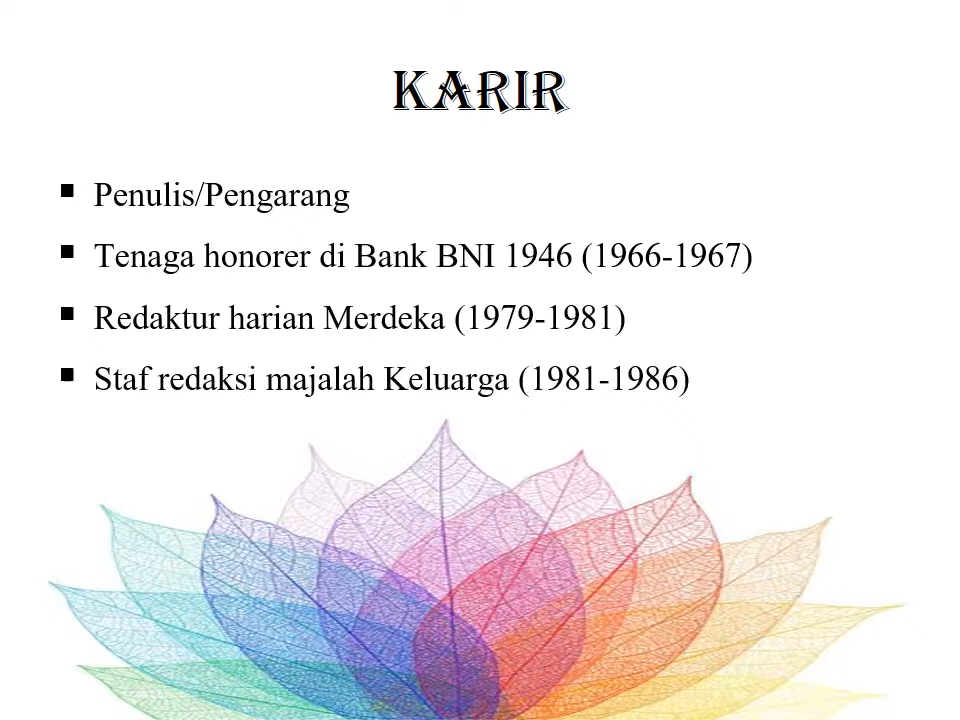 KARIR
Penulis/Pengarang
Tenaga honorer di Bank BNI 1946 (1966-1967)
Redaktur harian Merdeka (1979-1981)
Staf redaksi majalah Keluarga (1981-1986)